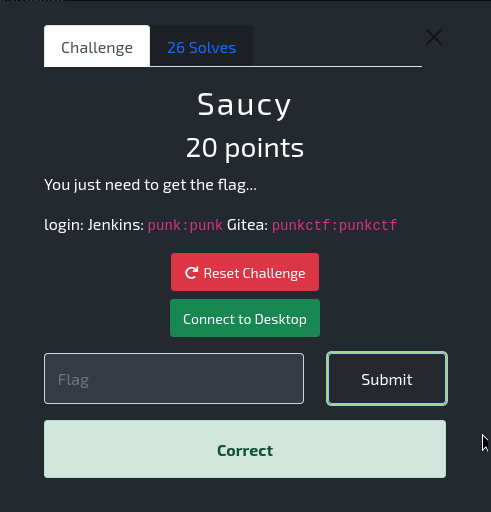 Challenge
26 Solves
Saucy
20 points
You just need to get the flag...
login: Jenkins: punk:punk Gitea: punkctf:punkctf
Reset Challenge
Connect to Desktop
Flag
Submit
Correct